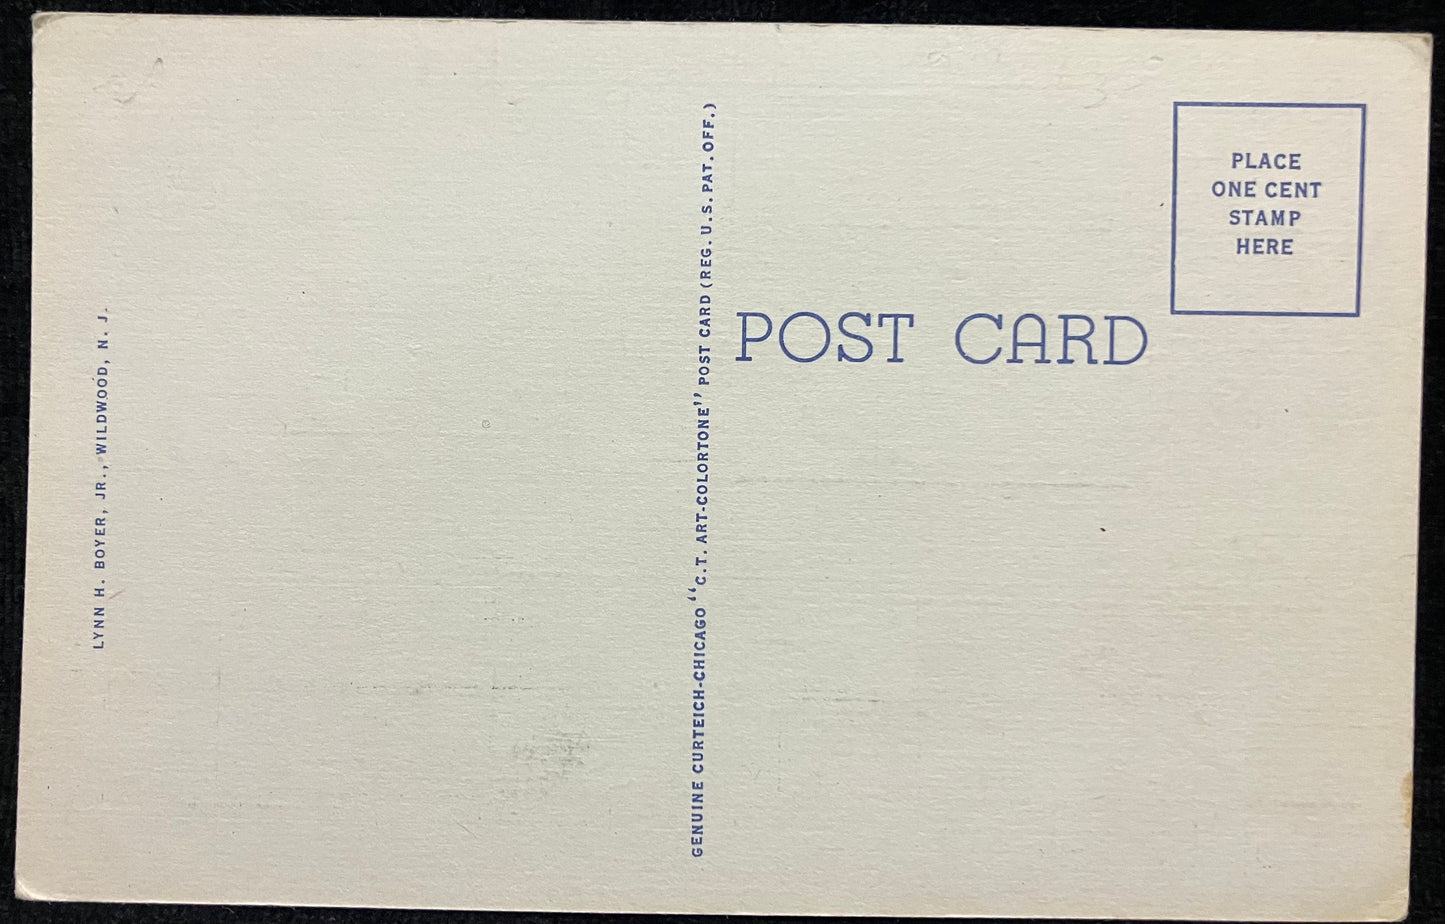 LYNN H. BOYER, JR., WILDWOOD, N. J.
GENUINE CURTEICH-CHICAGO "C.T. ART-COLORTONE" POST CARD (REG. U.S. PAT. OFF.)
POST CARD
PLACE
ONE CENT
STAMP
HERE